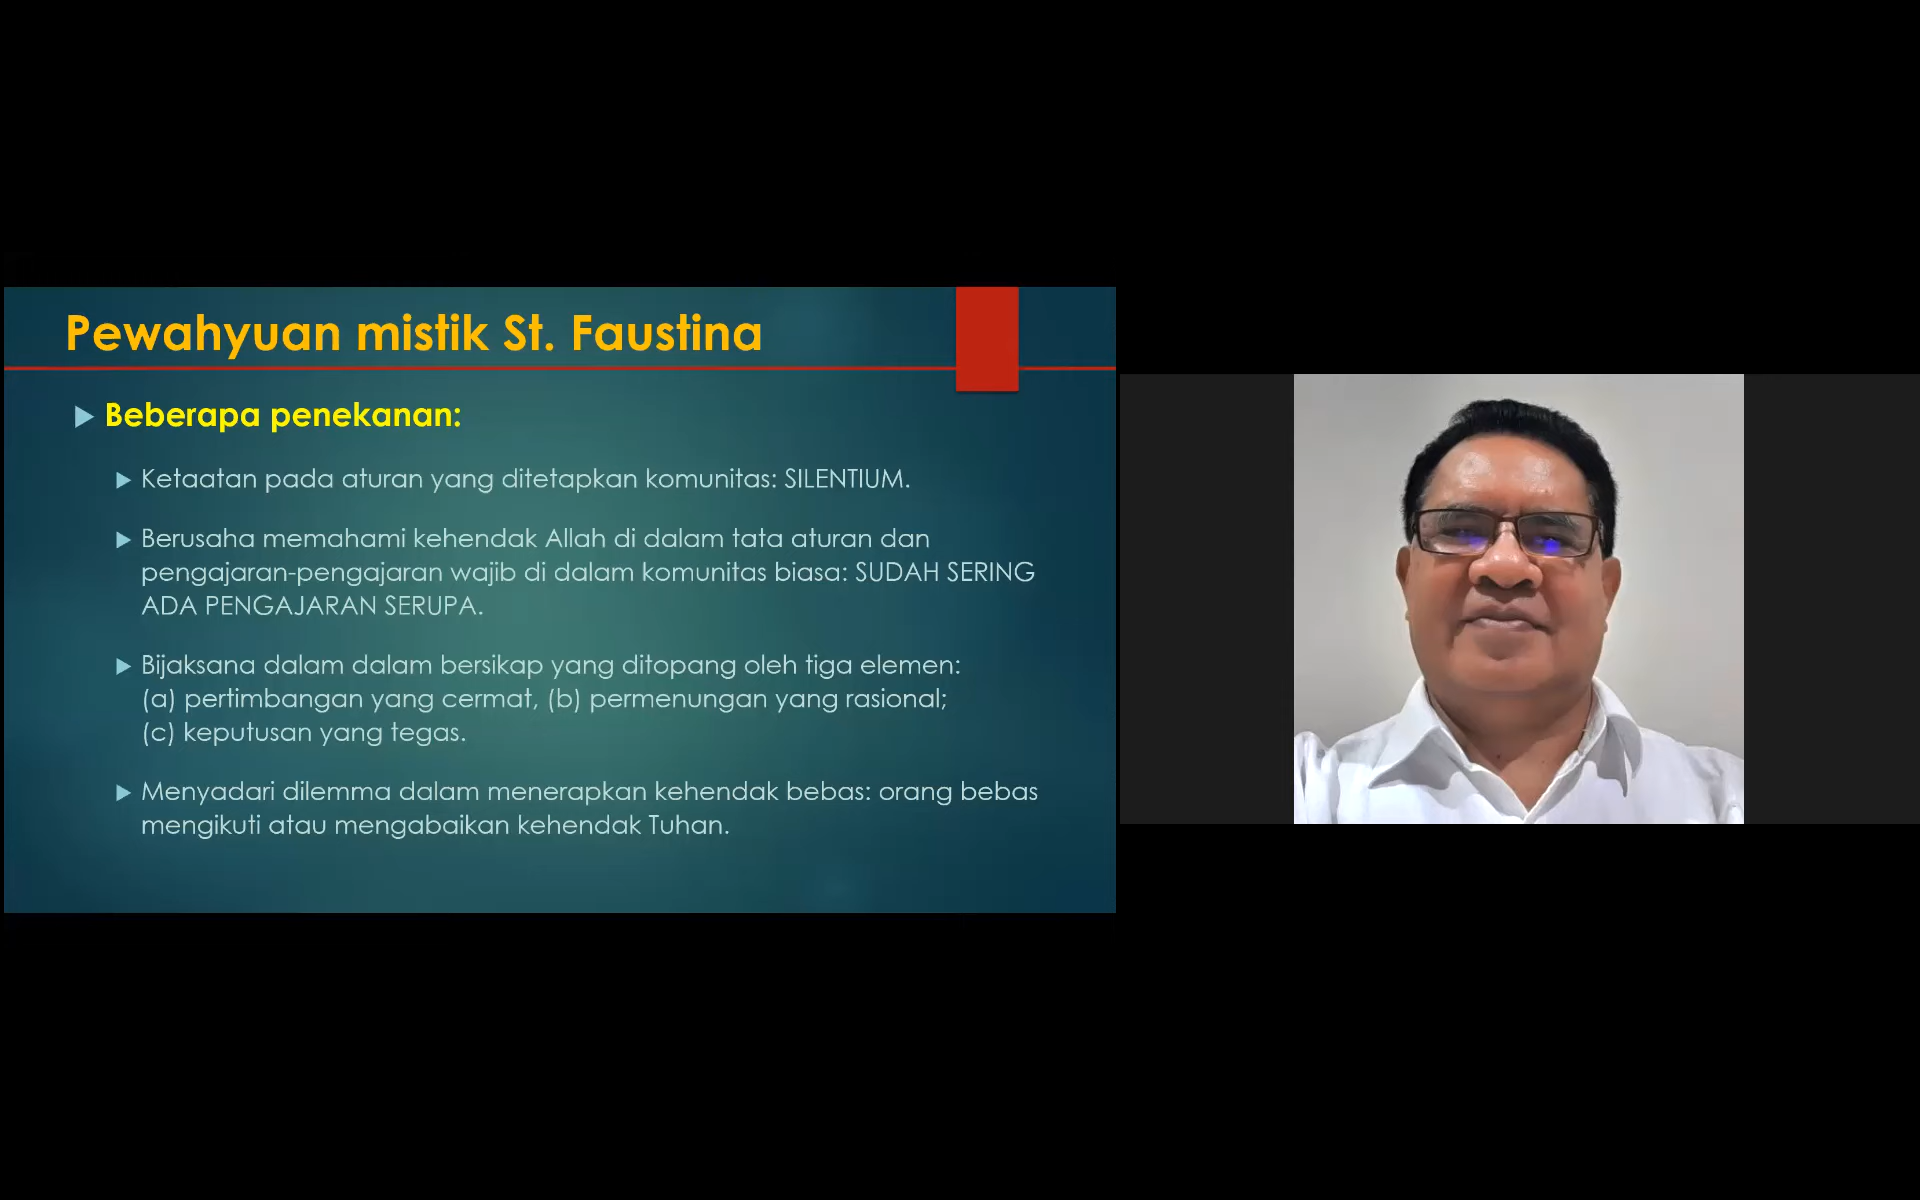 Pewahyuan mistik St. Faustina
Beberapa penekanan:
Ketaatan pada aturan yang ditetapkan komunitas: SILENTIUM.
Berusaha memahami kehendak Allah di dalam tata aturan dan
pengajaran-pengajaran wajib di dalam komunitas biasa: SUDAH SERING
ADA PENGAJARAN SERUPA.
Bijaksana dalam dalam bersikap yang ditopang oleh tiga elemen:
(a) pertimbangan yang cermat, (b) permenungan yang rasional;
(c) keputusan yang tegas.
Menyadari dilemma dalam menerapkan kehendak bebas: orang bebas
mengikuti atau mengabaikan kehendak Tuhan.